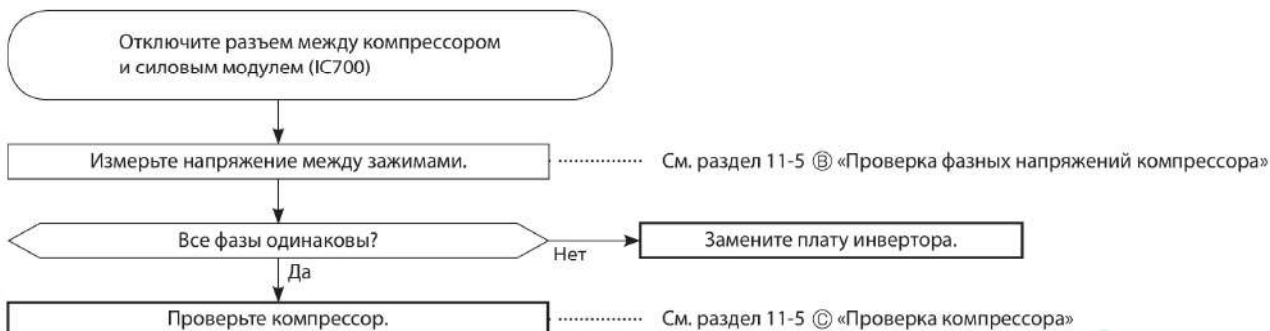 Отключите разъем между компрессором
и силовым модулем (IC700)
Измерьте напряжение между зажимами.
См. раздел 11-5 Ⓑ «Проверка фазных напряжений компрессора»
Все фазы одинаковы?
Нет
Замените плату инвертора.
Да
Проверьте компрессор.
См. раздел 11-5 Ⓒ «Проверка компрессора»